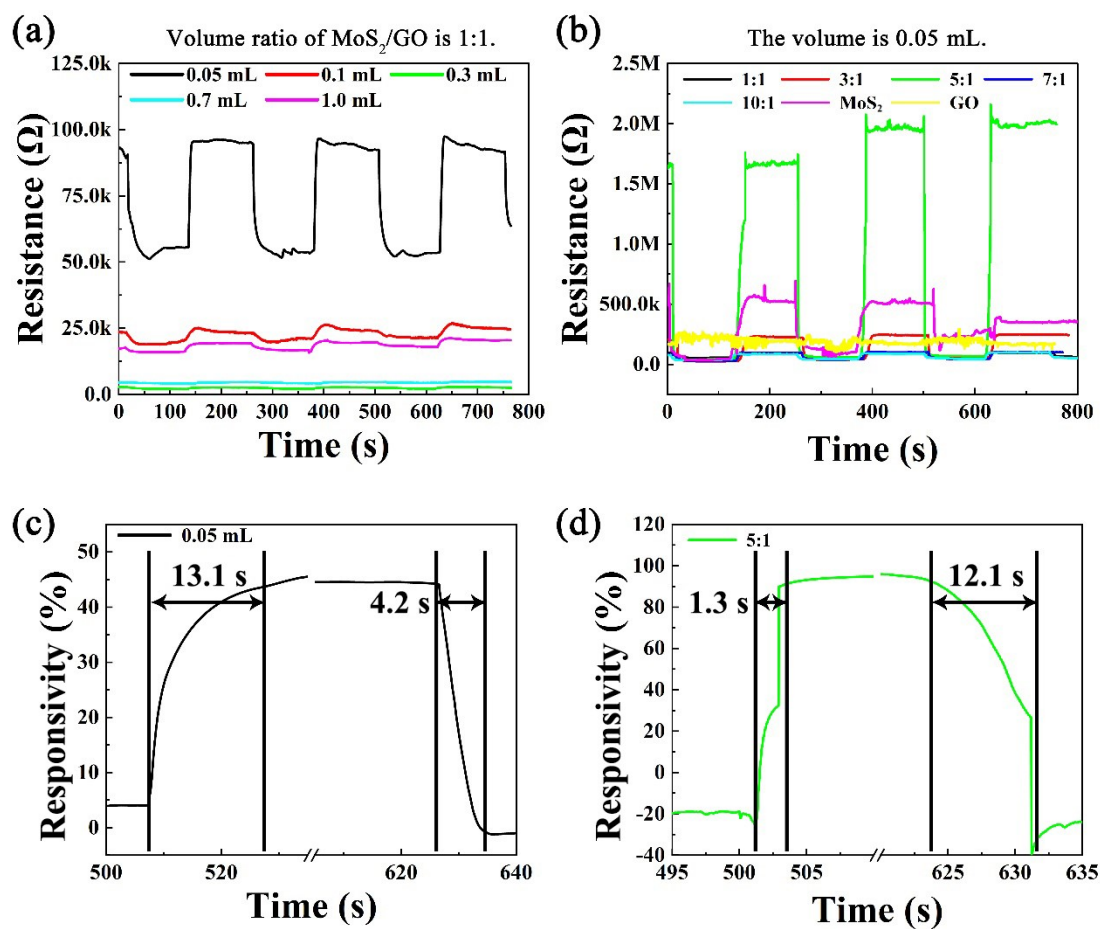 (a)
Volume ratio of MoS₂/GO is 1:1.
125.0k
100.0k
75.0k
50.0k
25.0k
0.0
0.05 mL 0.1 mL 0.3 mL
0.7 mL 1.0 mL
Resistance (Ω)
0 100 200 300 400 500 600 700 800
Time (s)
(b)
The volume is 0.05 mL.
2.5M
2.0M
1.5M
1.0M
500.0k
0.0
1:1 3:1 5:1 7:1
10:1 MoS₂ GO
Resistance (Ω)
0 200 400 600 800
Time (s)
(c)
50
45
35
25
15
5
0
0.05 mL
13.1 s
4.2 s
Responsivity (%)
500 520 620 640
Time (s)
(d)
120
100
80
60
40
20
0
-20
-40
5:1
1.3 s
12.1 s
Responsivity (%)
495 500 505 625 630 635
Time (s)